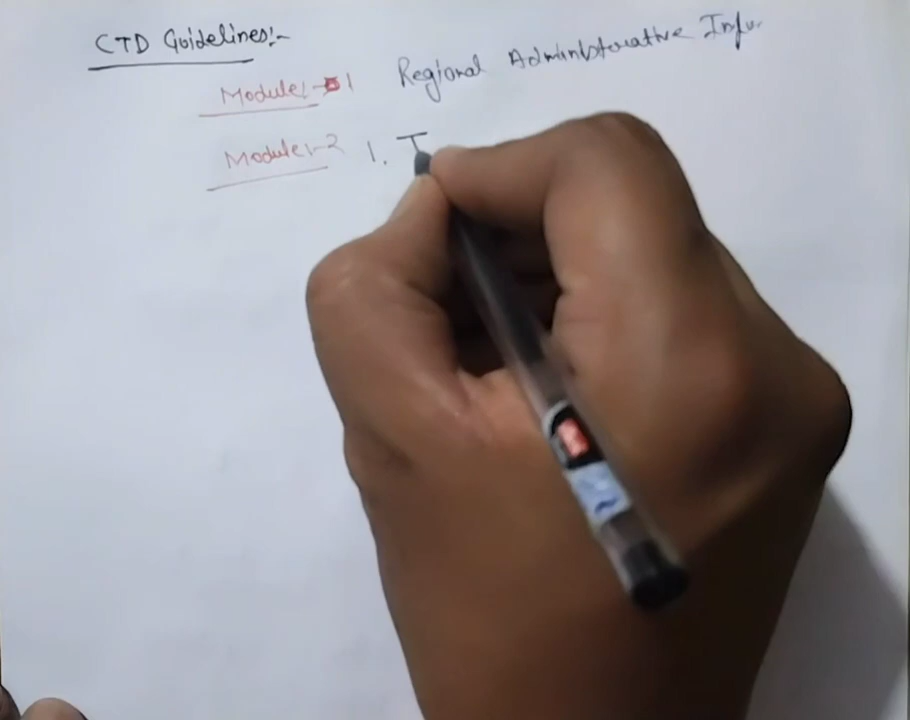 CTD Guidelines:-
Module-1 Regional Administrative Infor.
Module-2 1. T